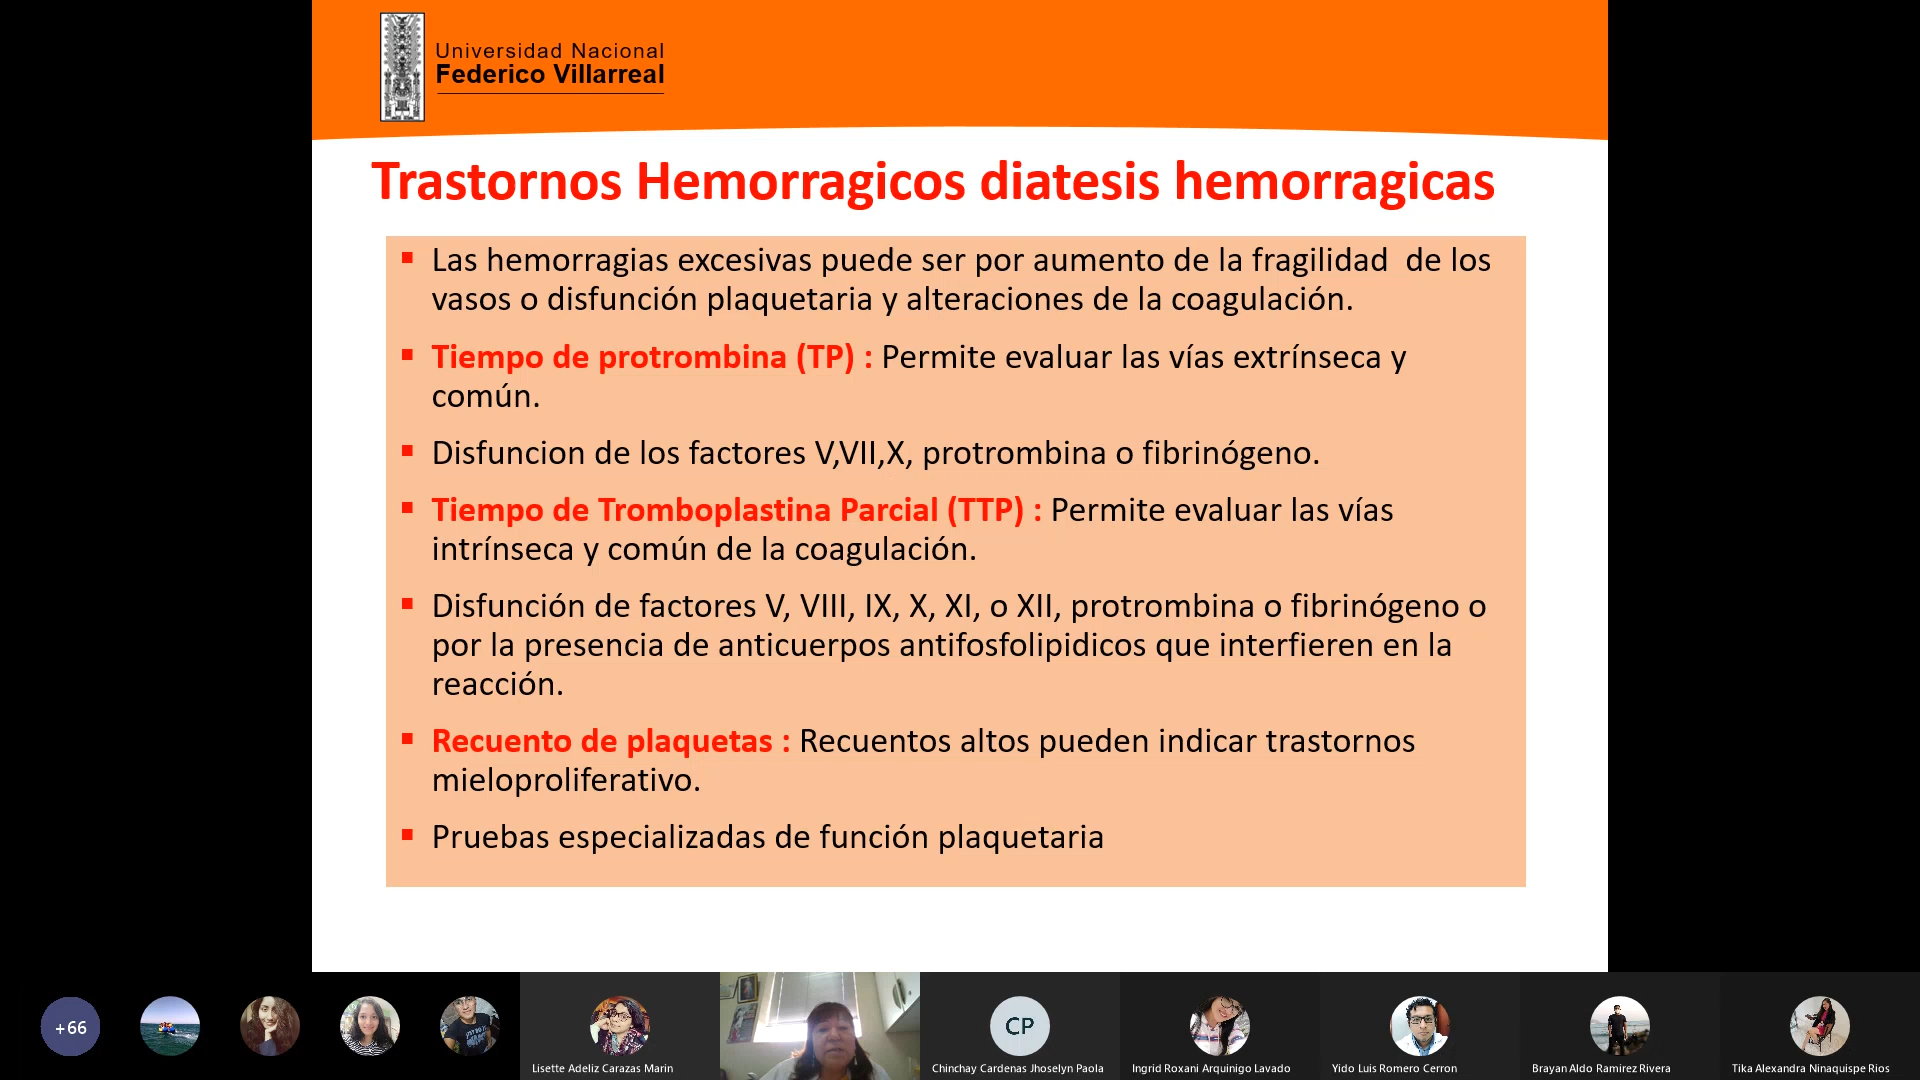 Universidad Nacional
Federico Villarreal
Trastornos Hemorragicos diatesis hemorragicas
Las hemorragias excesivas puede ser por aumento de la fragilidad de los
vasos o disfunción plaquetaria y alteraciones de la coagulación.
Tiempo de protrombina (TP) : Permite evaluar las vías extrínseca y
común.
Disfuncion de los factores V,VII,X, protrombina o fibrinógeno.
Tiempo de Tromboplastina Parcial (TTP) : Permite evaluar las vías
intrínseca y común de la coagulación.
Disfunción de factores V, VIII, IX, X, XI, o XII, protrombina o fibrinógeno o
por la presencia de anticuerpos antifosfolipidicos que interfieren en la
reacción.
Recuento de plaquetas : Recuentos altos pueden indicar trastornos
mieloproliferativo.
Pruebas especializadas de función plaquetaria
+66
CP
Lisette Adeliz Carazas Marin
Chinchay Cardenas Jhoselyn Paola
Ingrid Roxani Arquinigo Lavado
Yido Luis Romero Cerron
Brayan Aldo Ramirez Rivera
Tika Alexandra Ninaquispe Rios